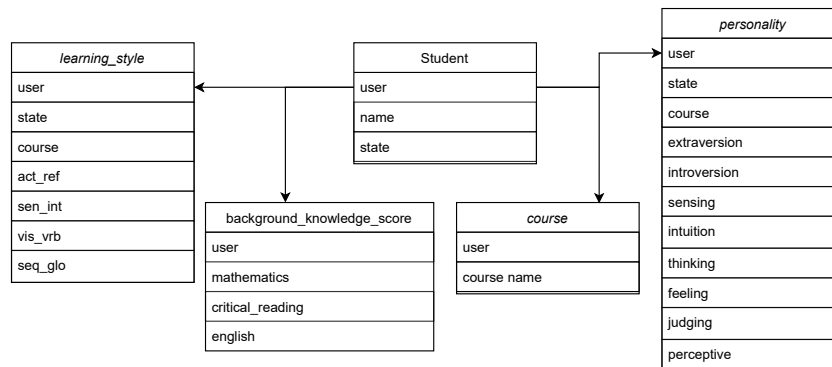 learning_style
user
state
course
act_ref
sen_int
vis_vrb
seq_glo
Student
user
name
state
background_knowledge_score
user
mathematics
critical_reading
english
course
user
course name
personality
user
state
course
extraversion
introversion
sensing
intuition
thinking
feeling
judging
perceptive